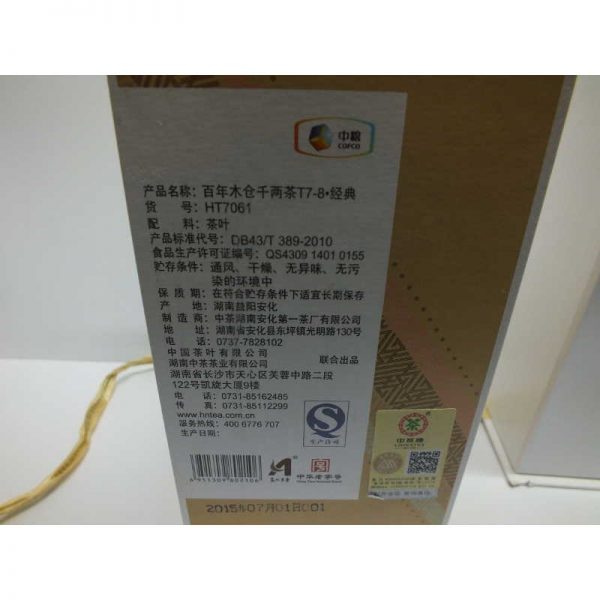 中粮
COFCO
产品名称：百年木仓千两茶T7-8•经典
货 号：HT7061
配 料：茶叶
产品标准代号：DB43/T 389-2010
食品生产许可证编号：QS4309 1401 0155
贮存条件：通风、干燥、无异味、无污
染的环境中
保 质 期：在符合贮存条件下适宜长期保存
产 地：湖南益阳安化
制 造 商：中茶湖南安化第一茶厂有限公司
地 址：湖南省安化县东坪镇光明路130号
电 话：0737-7828102
中国茶叶有限公司
湖南中茶茶业有限公司 联合出品
湖南省长沙市天心区芙蓉中路二段
122号凯旋大厦9楼
电 话：0731-85162485
传 真：0731-85112299
www.hntea.com.cn
服务热线：400 6776 707
生产日期：
QS
生产许可
中华老字号
茶
中茶牌
2015年07月01日001